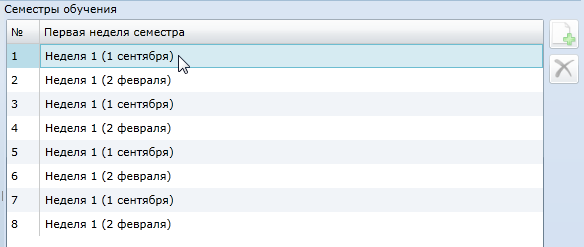 Семестры обучения
№ Первая неделя семестра
1 Неделя 1 (1 сентября)
2 Неделя 1 (2 февраля)
3 Неделя 1 (1 сентября)
4 Неделя 1 (2 февраля)
5 Неделя 1 (1 сентября)
6 Неделя 1 (2 февраля)
7 Неделя 1 (1 сентября)
8 Неделя 1 (2 февраля)